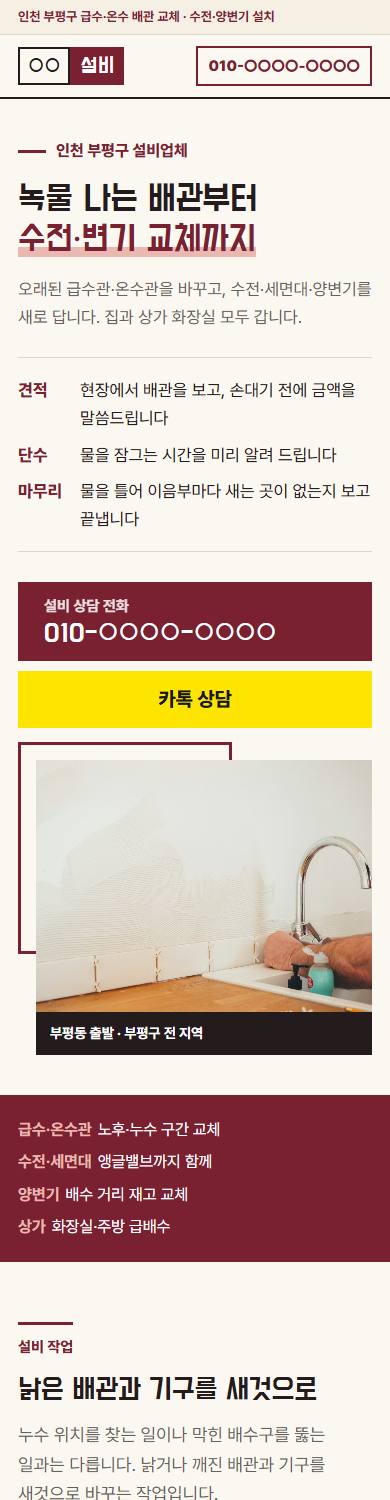 인천 부평구 급수·온수 배관 교체 · 수전·양변기 설치
○○ 설비
010-○○○○-○○○○
인천 부평구 설비업체
녹물 나는 배관부터
수전·변기 교체까지
오래된 급수관·온수관을 바꾸고, 수전·세면대·양변기를
새로 답니다. 집과 상가 화장실 모두 갑니다.
견적 현장에서 배관을 보고, 손대기 전에 금액을
말씀드립니다
단수 물을 잠그는 시간을 미리 알려 드립니다
마무리 물을 틀어 이음부마다 새는 곳이 없는지 보고
끝냅니다
설비 상담 전화
010-○○○○-○○○○
카톡 상담
부평동 출발 · 부평구 전 지역
급수·온수관 노후·누수 구간 교체
수전·세면대 앵글밸브까지 함께
양변기 배수 거리 재고 교체
상가 화장실·주방 급배수
설비 작업
낡은 배관과 기구를 새것으로
누수 위치를 찾는 일이나 막힌 배수구를 뚫는
일과는 다릅니다. 낡거나 깨진 배관과 기구를
새것으로 바꾸는 작업입니다.